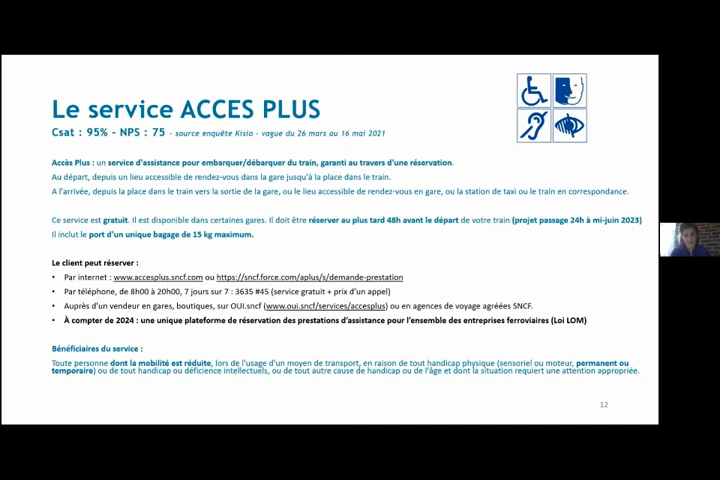 Le service ACCES PLUS
Csat : 95% - NPS : 75 - source enquête Kisio - vague du 26 mars au 16 mai 2021
Accès Plus : un service d'assistance pour embarquer/débarquer du train, garanti au travers d'une réservation.
Au départ, depuis un lieu accessible de rendez-vous dans la gare jusqu'à la place dans le train.
A l'arrivée, depuis la place dans le train vers la sortie de la gare, ou le lieu accessible de rendez-vous en gare, ou la station de taxi ou le train en correspondance.
Ce service est gratuit. Il est disponible dans certaines gares. Il doit être réserver au plus tard 48h avant le départ de votre train (projet passage 24h à mi-juin 2023)
Il inclut le port d'un unique bagage de 15 kg maximum.
Le client peut réserver :
• Par internet : www.accesplus.sncf.com ou https://sncf.force.com/aplus/s/demande-prestation
• Par téléphone, de 8h00 à 20h00, 7 jours sur 7 : 3635 #45 (service gratuit + prix d'un appel)
• Auprès d'un vendeur en gares, boutiques, sur OUI.sncf (www.oui.sncf/services/accesplus) ou en agences de voyage agréées SNCF.
• À compter de 2024 : une unique plateforme de réservation des prestations d'assistance pour l'ensemble des entreprises ferroviaires (Loi LOM)
Bénéficiaires du service :
Toute personne dont la mobilité est réduite, lors de l'usage d'un moyen de transport, en raison de tout handicap physique (sensoriel ou moteur, permanent ou
temporaire) ou de tout handicap ou déficience intellectuels, ou de tout autre cause de handicap ou de l'âge et dont la situation requiert une attention appropriée.
12